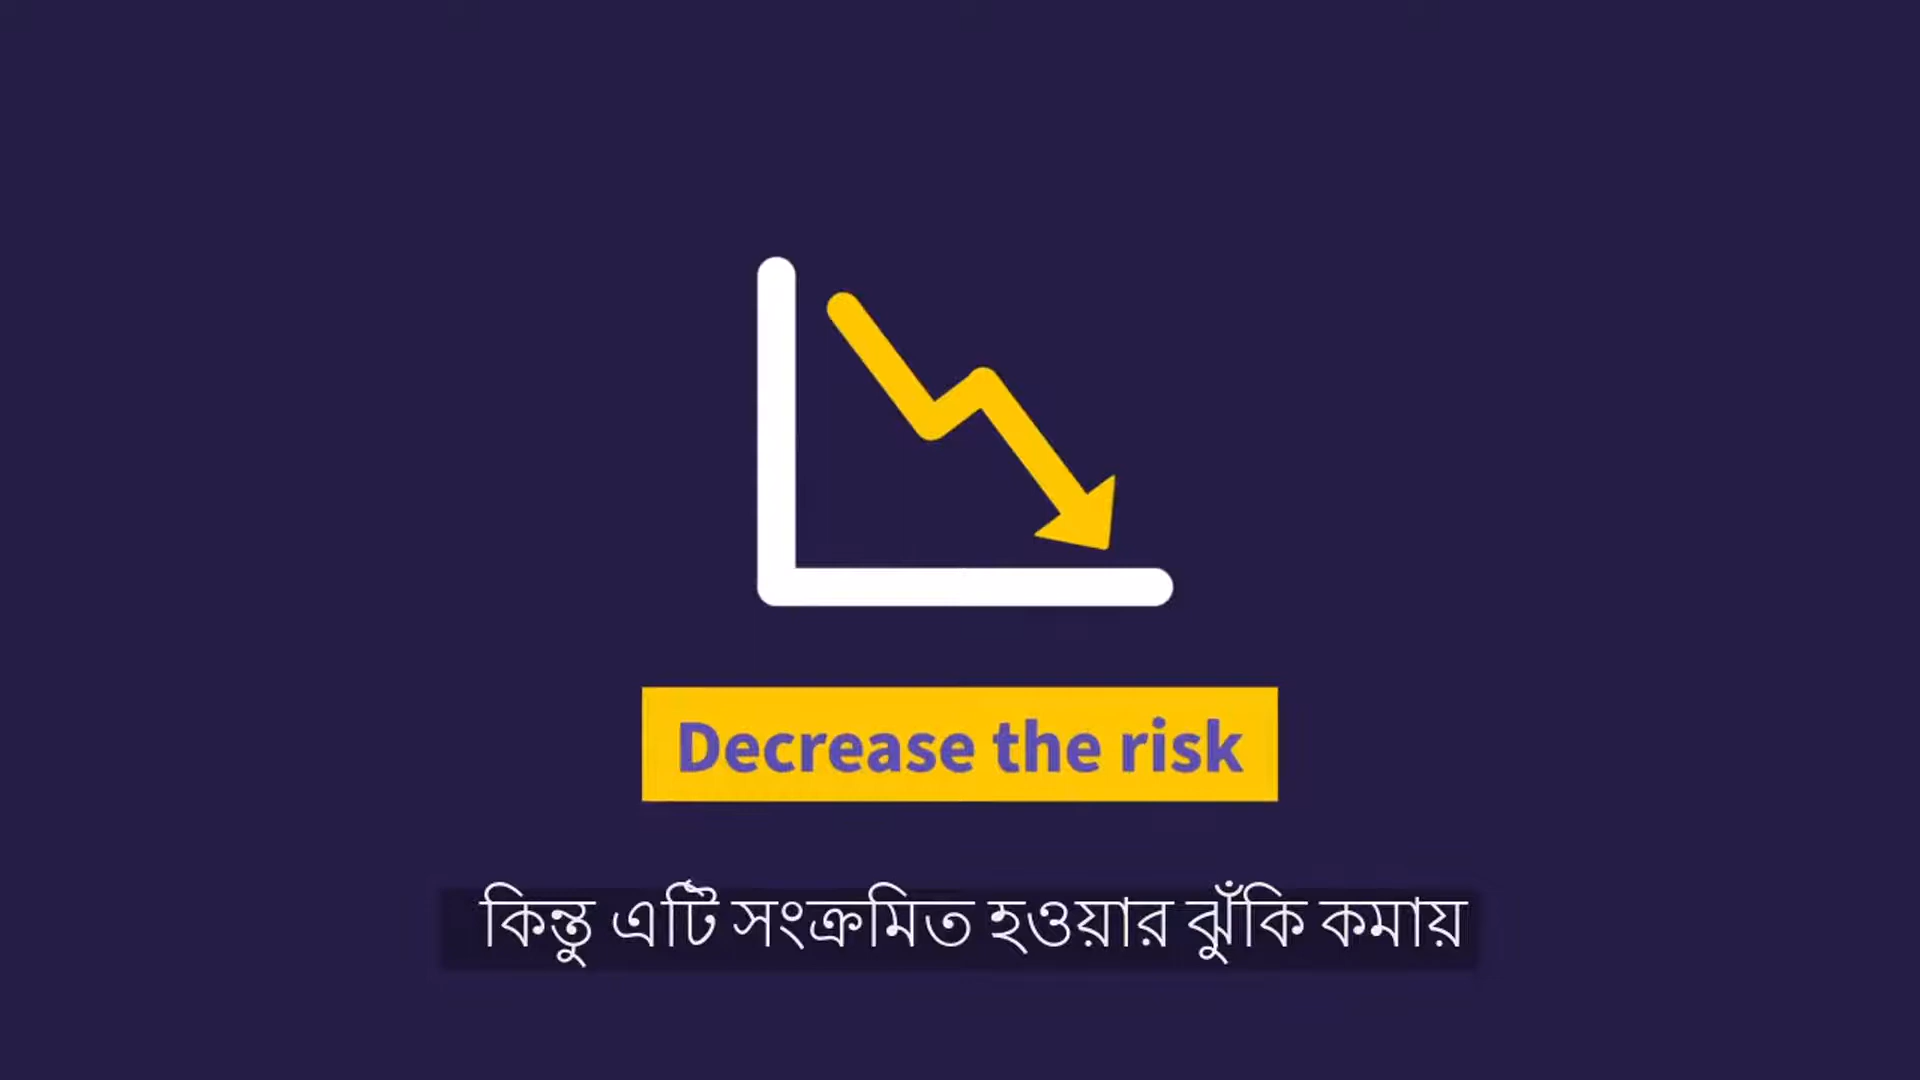 Decrease the risk
কিন্তু এটি সংক্রমিত হওয়ার ঝুঁকি কমায়